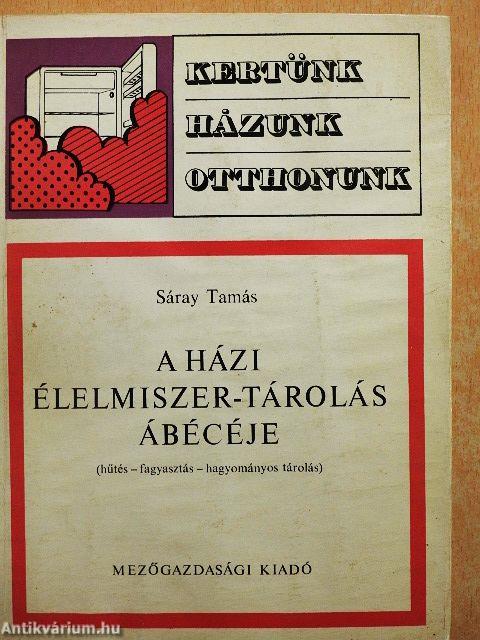 KERTÜNK
HÁZUNK
OTTHONUNK
Sáray Tamás
A HÁZI
ÉLELMISZER-TÁROLÁS
ÁBÉCÉJE
(hűtés – fagyasztás – hagyományos tárolás)
MEZŐGAZDASÁGI KIADÓ
Antikvárium.hu